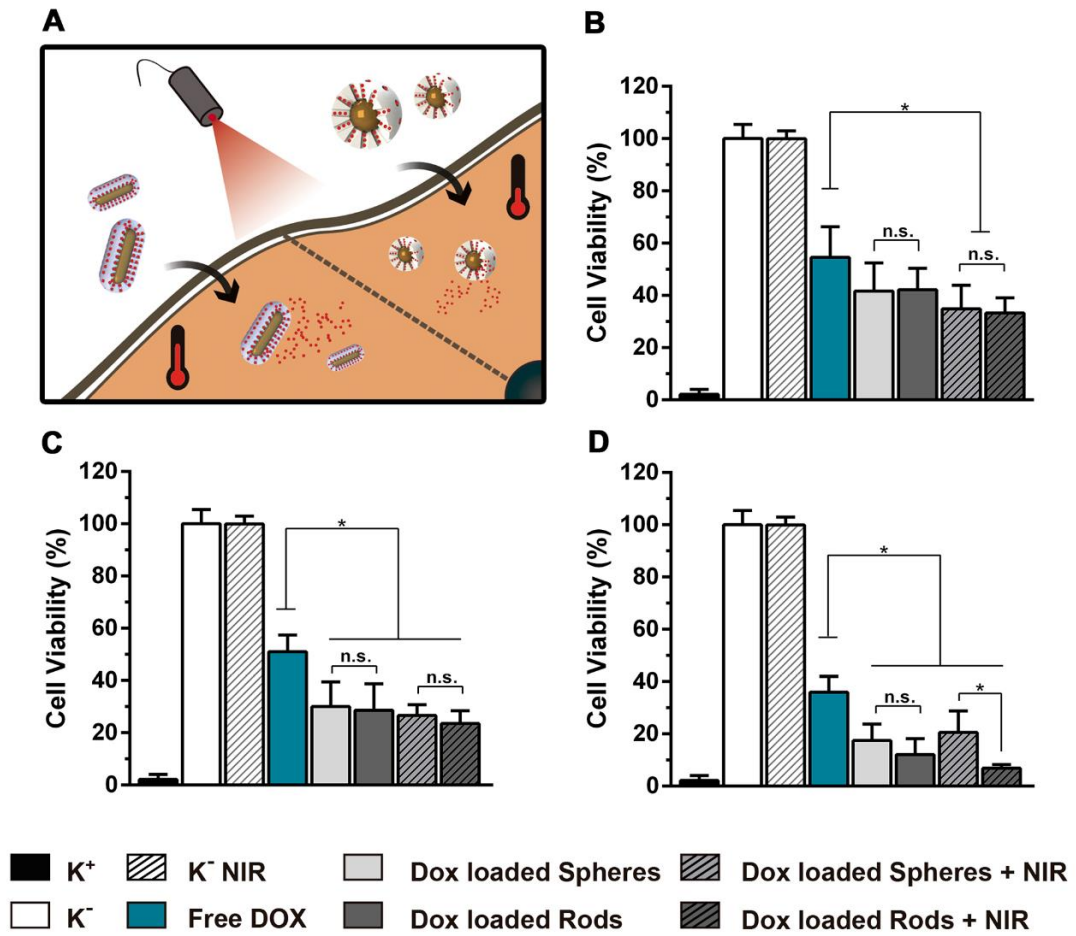 A
B
Cell Viability (%)
120
100
80
60
40
20
0
*
n.s.
n.s.
C
Cell Viability (%)
120
100
80
60
40
20
0
*
n.s.
n.s.
D
Cell Viability (%)
120
100
80
60
40
20
0
*
n.s.
*
K⁺ K⁻ NIR Dox loaded Spheres Dox loaded Spheres + NIR
K⁻ Free DOX Dox loaded Rods Dox loaded Rods + NIR